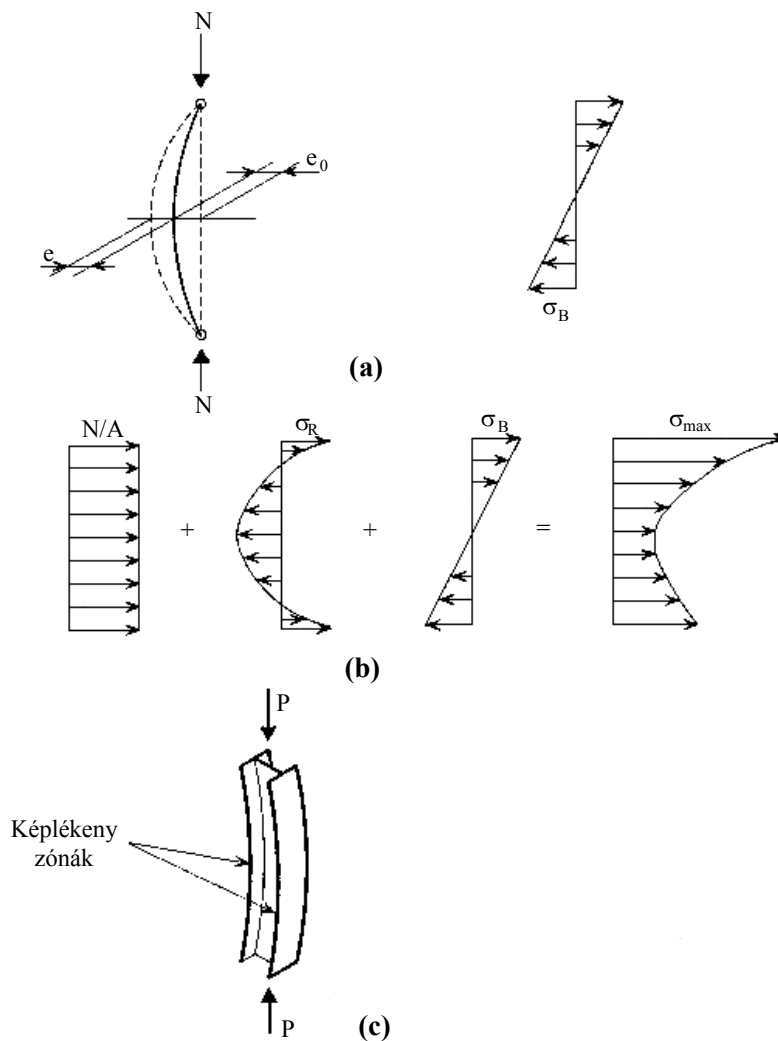 N
e₀
e
σB
N
(a)
N/A
σR
σB
σmax
+
+
=
(b)
P
Képlékeny
zónák
P
(c)